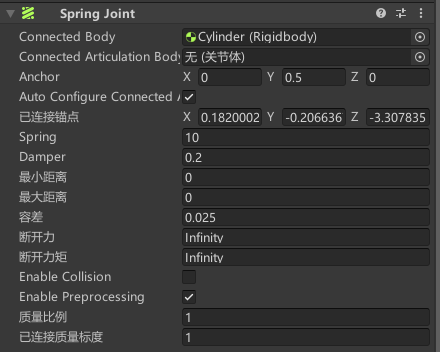 Spring Joint
Connected Body Cylinder (Rigidbody)
Connected Articulation Body 无 (关节体)
Anchor X 0 Y 0.5 Z 0
Auto Configure Connected A
已连接锚点 X 0.1820002 Y -0.206636 Z -3.307835
Spring 10
Damper 0.2
最小距离 0
最大距离 0
容差 0.025
断开力 Infinity
断开力矩 Infinity
Enable Collision
Enable Preprocessing
质量比例 1
已连接质量标度 1